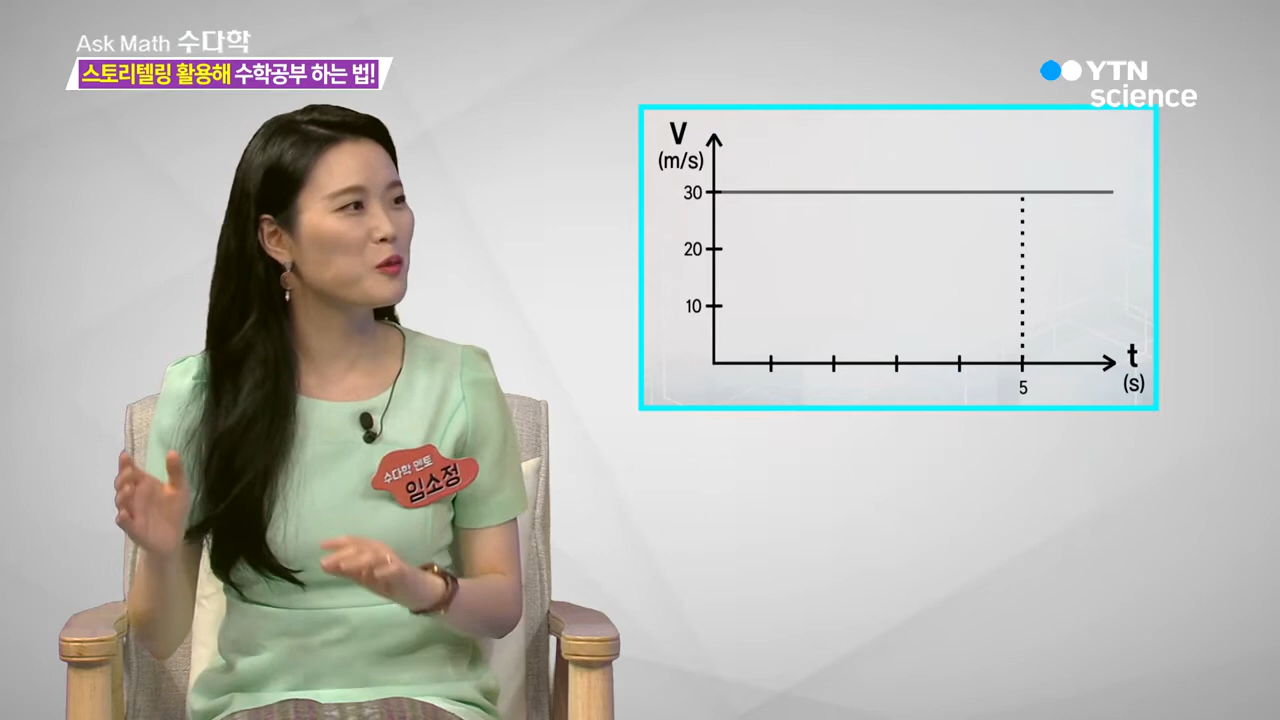 Ask Math 수다학
스토리텔링 활용해 수학공부 하는 법!
YTN
science
V
(m/s)
30
20
10
5
t
(s)
수다학 멘토
임소정